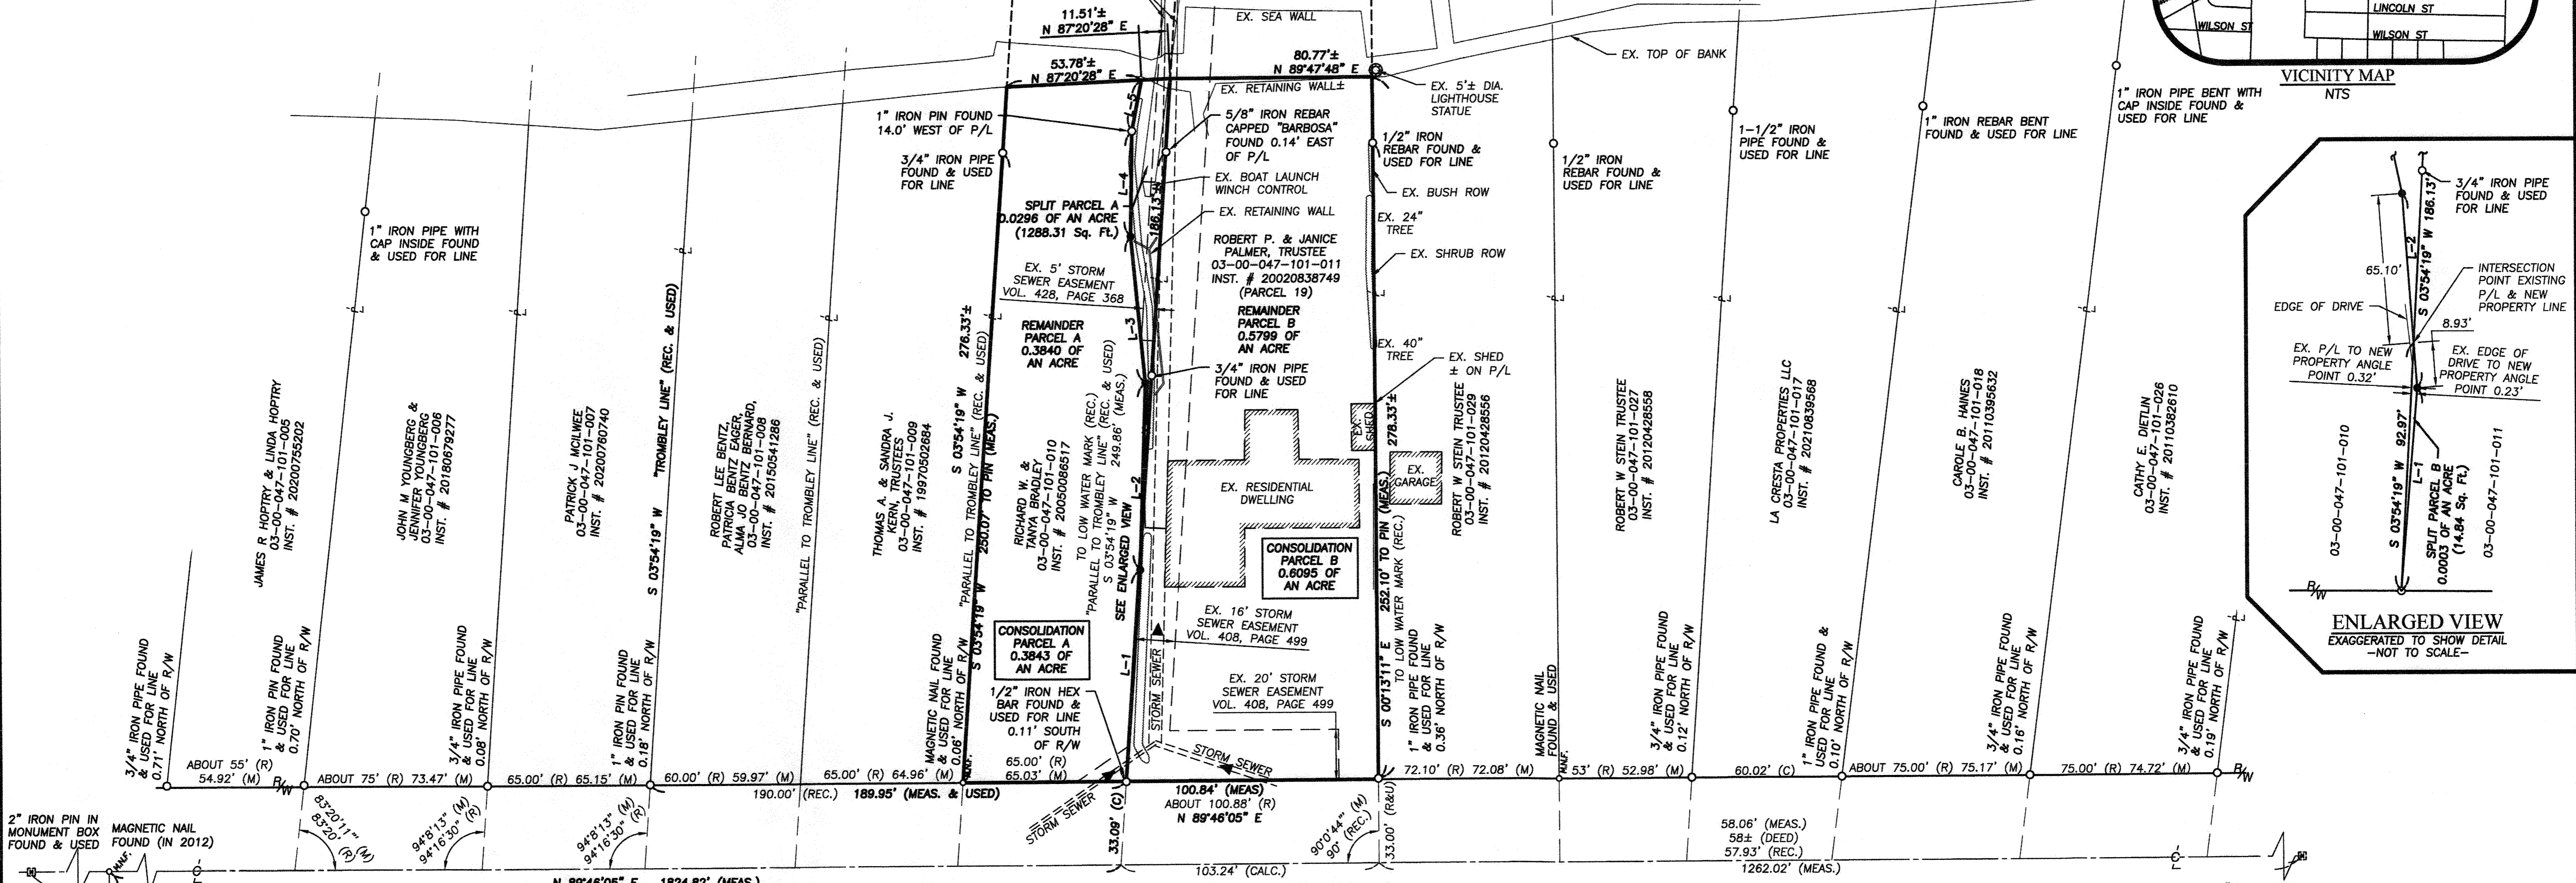 11.51'±
N 87°20'28" E
EX. SEA WALL
53.78'±
N 87°20'28" E
80.77'±
N 89°47'48" E
EX. TOP OF BANK
LINCOLN ST
WILSON ST
WILSON ST
VICINITY MAP
NTS
1" IRON PIPE WITH
CAP INSIDE FOUND
& USED FOR LINE
1" IRON PIN FOUND
14.0' WEST OF P/L
3/4" IRON PIPE
FOUND & USED
FOR LINE
L-5
L-4
L-3
L-2
L-1
EX. RETAINING WALL±
5/8" IRON REBAR
CAPPED "BARBOSA"
FOUND 0.14' EAST
OF P/L
EX. BOAT LAUNCH
WINCH CONTROL
EX. RETAINING WALL
SPLIT PARCEL A
0.0296 OF AN ACRE
(1288.31 Sq. Ft.)
186.13'
EX. 5' STORM
SEWER EASEMENT
VOL. 428, PAGE 368
ROBERT P. & JANICE
PALMER, TRUSTEE
03-00-047-101-011
INST. # 20020838749
(PARCEL 19)
REMAINDER
PARCEL B
0.5799 OF
AN ACRE
REMAINDER
PARCEL A
0.3840 OF
AN ACRE
3/4" IRON PIPE
FOUND & USED
FOR LINE
EX. 5'± DIA.
LIGHTHOUSE
STATUE
1/2" IRON
REBAR FOUND &
USED FOR LINE
EX. BUSH ROW
EX. 24"
TREE
EX. SHRUB ROW
EX. 40"
TREE
EX. SHED
± ON P/L
EX.
SHED
EX.
GARAGE
EX. RESIDENTIAL
DWELLING
1/2" IRON
REBAR FOUND &
USED FOR LINE
1-1/2" IRON
PIPE FOUND &
USED FOR LINE
1" IRON REBAR BENT
FOUND & USED FOR LINE
1" IRON PIPE BENT WITH
CAP INSIDE FOUND &
USED FOR LINE
JAMES R HOPTRY & LINDA HOPTRY
03-00-047-101-005
INST. # 20200755202
JOHN M YOUNGBERG &
JENNIFER YOUNGBERG
03-00-047-101-006
INST. # 20180679277
PATRICK J MCILWEE
03-00-047-101-007
INST. # 20200760740
S 03°54'19" W "TROMBLEY LINE" (REC. & USED)
ROBERT LEE BENTZ,
PATRICIA BENTZ EAGER,
ALMA JO BENTZ BERNARD,
03-00-047-101-008
INST. # 20150541286
"PARALLEL TO TROMBLEY LINE" (REC. & USED)
THOMAS A. & SANDRA J.
KERN, TRUSTEES
03-00-047-101-009
INST. # 19970502684
"PARALLEL TO TROMBLEY LINE" (REC. & USED)
S 03°54'19" W 276.33'±
S 03°54'19" W 250.07' TO PIN (MEAS.)
RICHARD W. &
TANYA BRADLEY
03-00-047-101-010
INST. # 20050086517
TO LOW WATER MARK (REC.)
"PARALLEL TO TROMBLEY LINE" (REC. & USED)
S 03°54'19" W 249.86' (MEAS.)
SEE ENLARGED VIEW
278.33'±
S 00°13'11" E 252.10' TO PIN (MEAS.)
TO LOW WATER MARK (REC.)
ROBERT W STEIN TRUSTEE
03-00-047-101-029
INST. # 20120428556
ROBERT W STEIN TRUSTEE
03-00-047-101-027
INST. # 20120428558
LA CRESTA PROPERTIES LLC
03-00-047-101-017
INST. # 20210839568
CAROLE B. HAINES
03-00-047-101-018
INST. # 20110395632
CATHY E. DIETLIN
03-00-047-101-026
INST. # 20110382610
CONSOLIDATION
PARCEL A
0.3843 OF
AN ACRE
CONSOLIDATION
PARCEL B
0.6095 OF
AN ACRE
EX. 16' STORM
SEWER EASEMENT
VOL. 408, PAGE 499
EX. 20' STORM
SEWER EASEMENT
VOL. 408, PAGE 499
STORM SEWER
STORM SEWER
STORM SEWER
1/2" IRON HEX
BAR FOUND &
USED FOR LINE
0.11' SOUTH
OF R/W
3/4" IRON PIPE FOUND
& USED FOR LINE
0.71' NORTH OF R/W
1" IRON PIN FOUND
& USED FOR LINE
0.70' NORTH OF R/W
3/4" IRON PIPE FOUND
& USED FOR LINE
0.08' NORTH OF R/W
1" IRON PIN FOUND
& USED FOR LINE
0.18' NORTH OF R/W
MAGNETIC NAIL FOUND
& USED FOR LINE
0.06' NORTH OF R/W
M.N.F.
1" IRON PIPE FOUND
& USED FOR LINE
0.36' NORTH OF R/W
MAGNETIC NAIL
FOUND & USED
M.N.F.
3/4" IRON PIPE FOUND
& USED FOR LINE
0.12' NORTH OF R/W
1" IRON PIPE FOUND &
USED FOR LINE
0.10' NORTH OF R/W
3/4" IRON PIPE FOUND
& USED FOR LINE
0.16' NORTH OF R/W
3/4" IRON PIPE FOUND
& USED FOR LINE
0.19' NORTH OF R/W
ABOUT 55' (R)
54.92' (M)
R/W
ABOUT 75' (R) 73.47' (M)
65.00' (R) 65.15' (M)
60.00' (R) 59.97' (M)
65.00' (R) 64.96' (M)
65.00' (R)
65.03' (M)
190.00' (REC.) 189.95' (MEAS. & USED)
100.84' (MEAS)
ABOUT 100.88' (R)
N 89°46'05" E
72.10' (R) 72.08' (M)
53' (R) 52.98' (M)
60.02' (C)
ABOUT 75.00' (R) 75.17' (M)
75.00' (R) 74.72' (M)
R/W
83°20'11" (M)
83°20' (R)
94°8'13" (M)
94°16'30" (R)
94°8'13" (M)
94°16'30" (R)
33.09' (C)
90°0'44" (M)
90° (REC.)
33.00' (R&U)
103.24' (CALC.)
58.06' (MEAS.)
58± (DEED)
57.93' (REC.)
1262.02' (MEAS.)
2" IRON PIN IN
MONUMENT BOX
FOUND & USED
MAGNETIC NAIL
FOUND (IN 2012)
M.N.F.
N 89°46'05" E 1824.82' (MEAS.)
3/4" IRON PIPE
FOUND & USED
FOR LINE
S 03°54'19" W 186.13'
L-2
65.10'
INTERSECTION
POINT EXISTING
P/L & NEW
PROPERTY LINE
EDGE OF DRIVE
8.93'
EX. P/L TO NEW
PROPERTY ANGLE
POINT 0.32'
EX. EDGE OF
DRIVE TO NEW
PROPERTY ANGLE
POINT 0.23'
03-00-047-101-010
S 03°54'19" W 92.97'
L-1
SPLIT PARCEL B
0.0003 OF AN ACRE
(14.84 Sq. Ft.)
03-00-047-101-011
R/W
ENLARGED VIEW
EXAGGERATED TO SHOW DETAIL
-NOT TO SCALE-